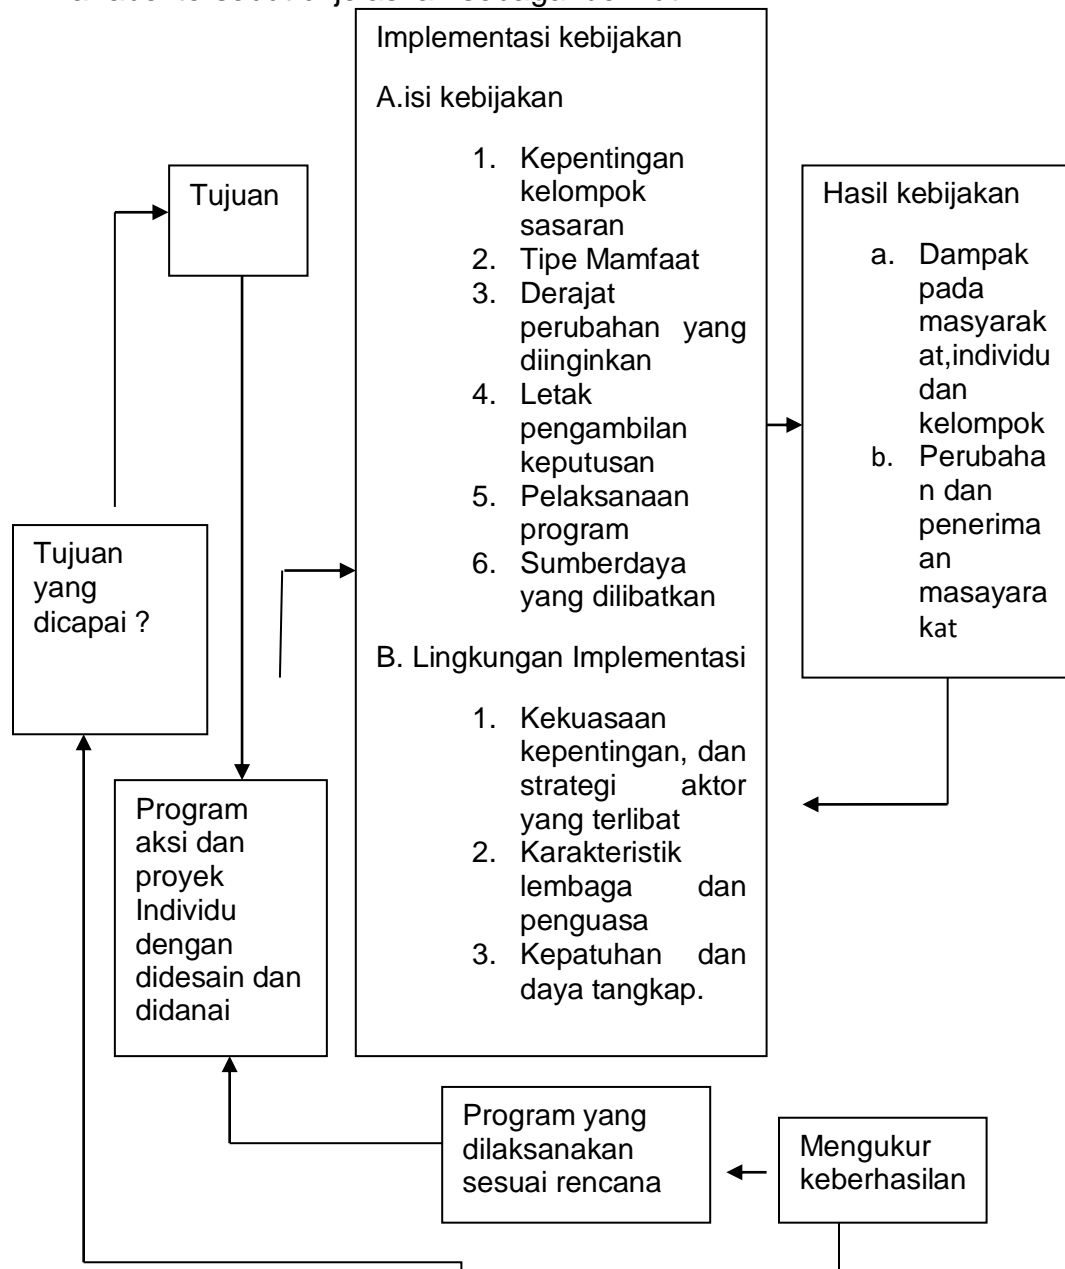 Implementasi kebijakan
A.isi kebijakan
1. Kepentingan
kelompok
sasaran
2. Tipe Mamfaat
3. Derajat
perubahan yang
diinginkan
4. Letak
pengambilan
keputusan
5. Pelaksanaan
program
6. Sumberdaya
yang dilibatkan
B. Lingkungan Implementasi
1. Kekuasaan
kepentingan, dan
strategi aktor
yang terlibat
2. Karakteristik
lembaga dan
penguasa
3. Kepatuhan dan
daya tangkap.
Tujuan
Hasil kebijakan
a. Dampak
pada
masyarak
at,individu
dan
kelompok
b. Perubaha
n dan
penerima
an
masayara
kat
Tujuan
yang
dicapai ?
Program
aksi dan
proyek
Individu
dengan
didesain dan
didanai
Program yang
dilaksanakan
sesuai rencana
Mengukur
keberhasilan